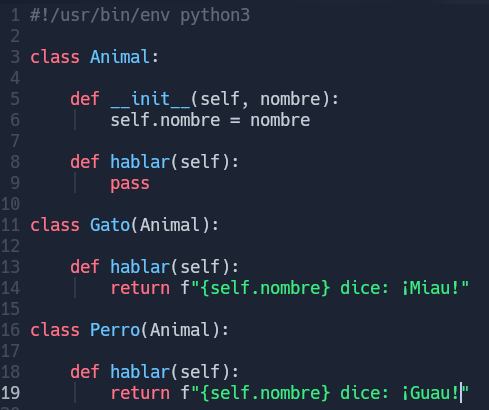 1 #!/usr/bin/env python3
2
3 class Animal:
4
5     def __init__(self, nombre):
6         self.nombre = nombre
7
8     def hablar(self):
9         pass
10
11 class Gato(Animal):
12
13     def hablar(self):
14         return f"{self.nombre} dice: ¡Miau!"
15
16 class Perro(Animal):
17
18     def hablar(self):
19         return f"{self.nombre} dice: ¡Guau!"